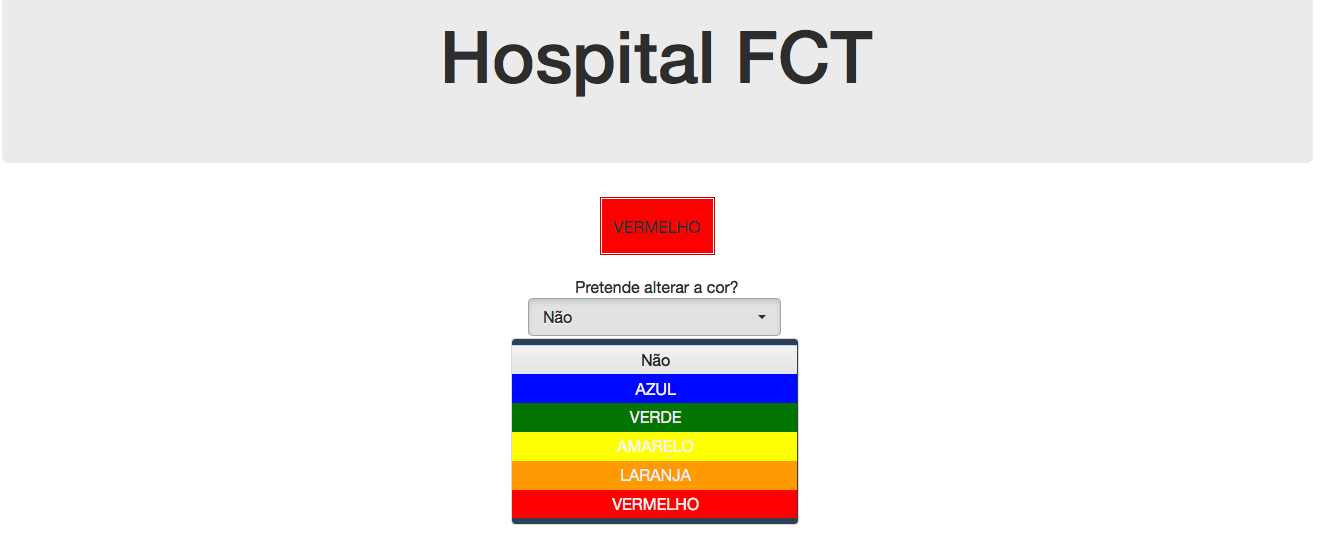 Hospital FCT
VERMELHO
Pretende alterar a cor?
Não
Não
AZUL
VERDE
AMARELO
LARANJA
VERMELHO